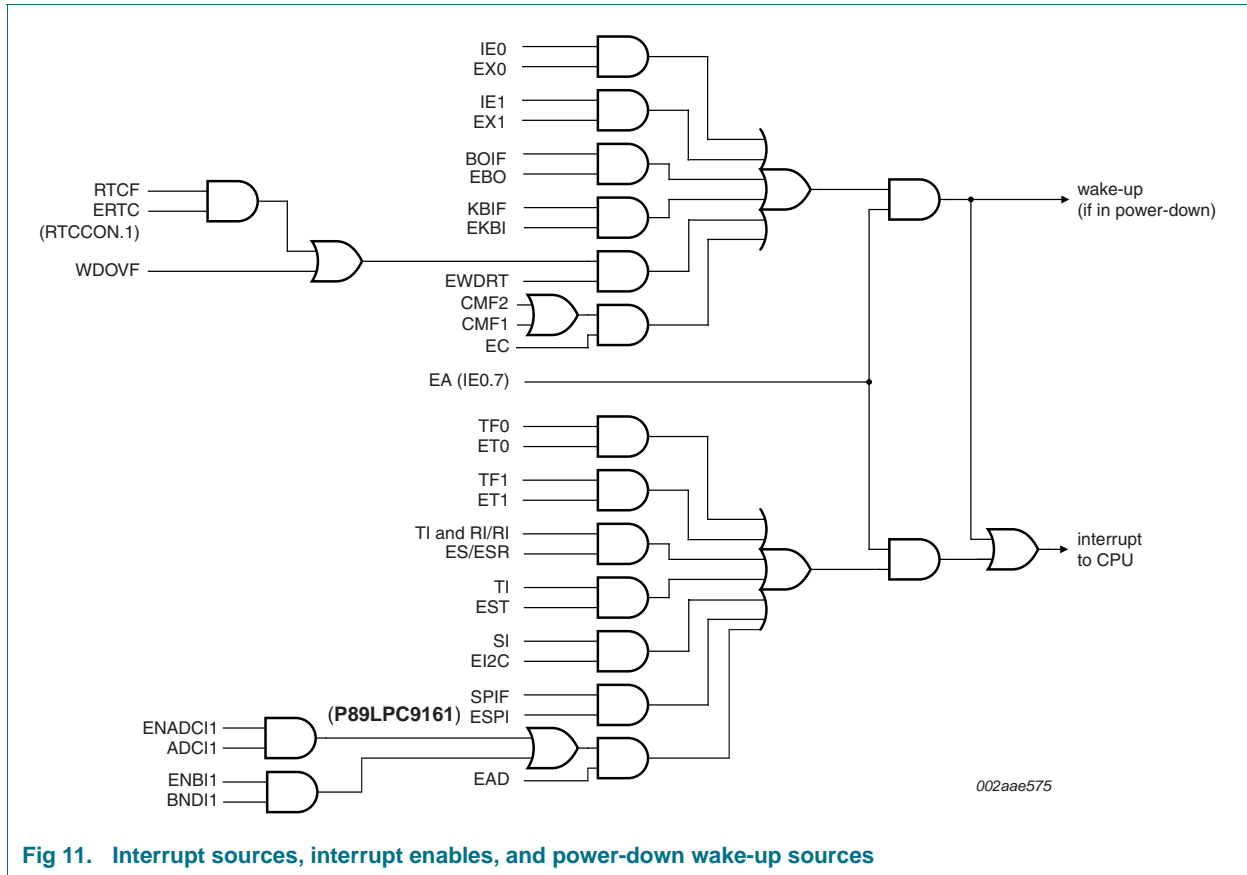 IE0
EX0
IE1
EX1
BOIF
EBO
KBIF
EKBI
RTCF
ERTC
(RTCCON.1)
WDOVF
EWDRT
CMF2
CMF1
EC
EA (IE0.7)
wake-up
(if in power-down)
TF0
ET0
TF1
ET1
TI and RI/RI
ES/ESR
TI
EST
interrupt
to CPU
SI
EI2C
SPIF
(P89LPC9161) ESPI
ENADCI1
ADCI1
ENBI1
BNDI1
EAD
002aae575
Fig 11. Interrupt sources, interrupt enables, and power-down wake-up sources